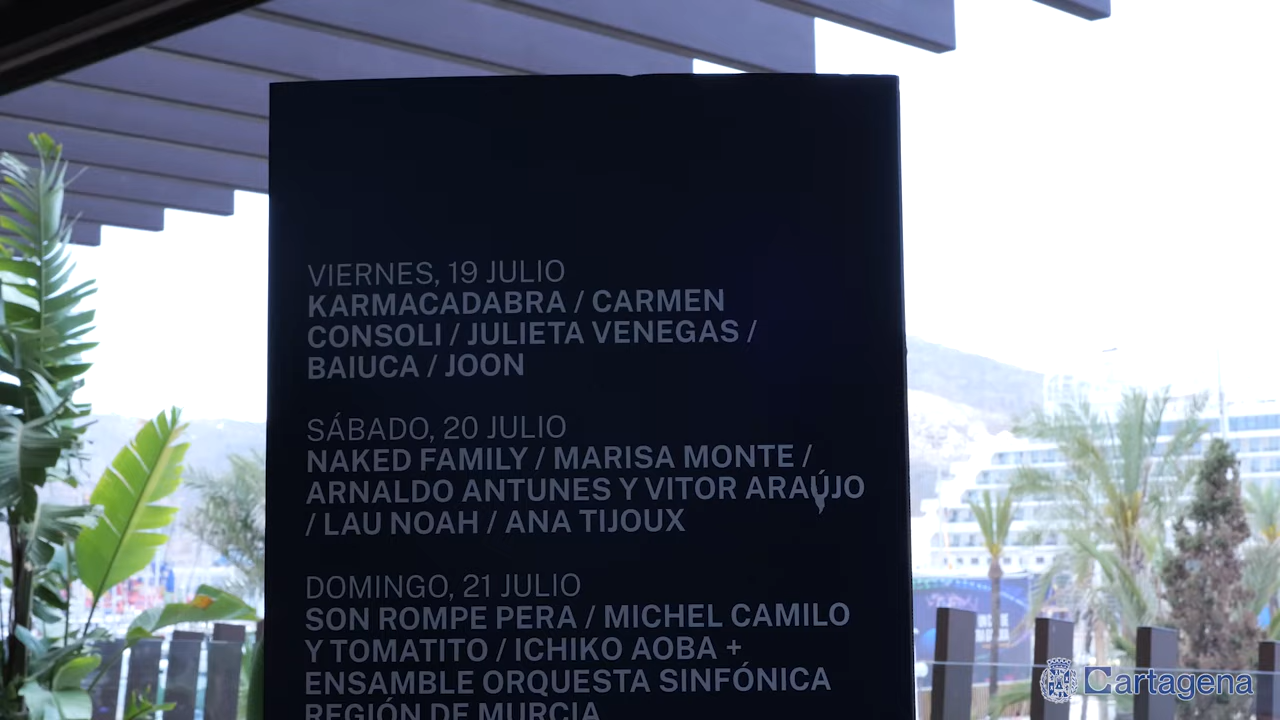 VIERNES, 19 JULIO
KARMACADABRA / CARMEN
CONSOLI / JULIETA VENEGAS /
BAIUCA / JOON
SÁBADO, 20 JULIO
NAKED FAMILY / MARISA MONTE /
ARNALDO ANTUNES Y VITOR ARAÚJO
/ LAU NOAH / ANA TIJOUX
DOMINGO, 21 JULIO
SON ROMPE PERA / MICHEL CAMILO
Y TOMATITO / ICHIKO AOBA +
ENSAMBLE ORQUESTA SINFÓNICA
REGIÓN DE MURCIA
Cartagena